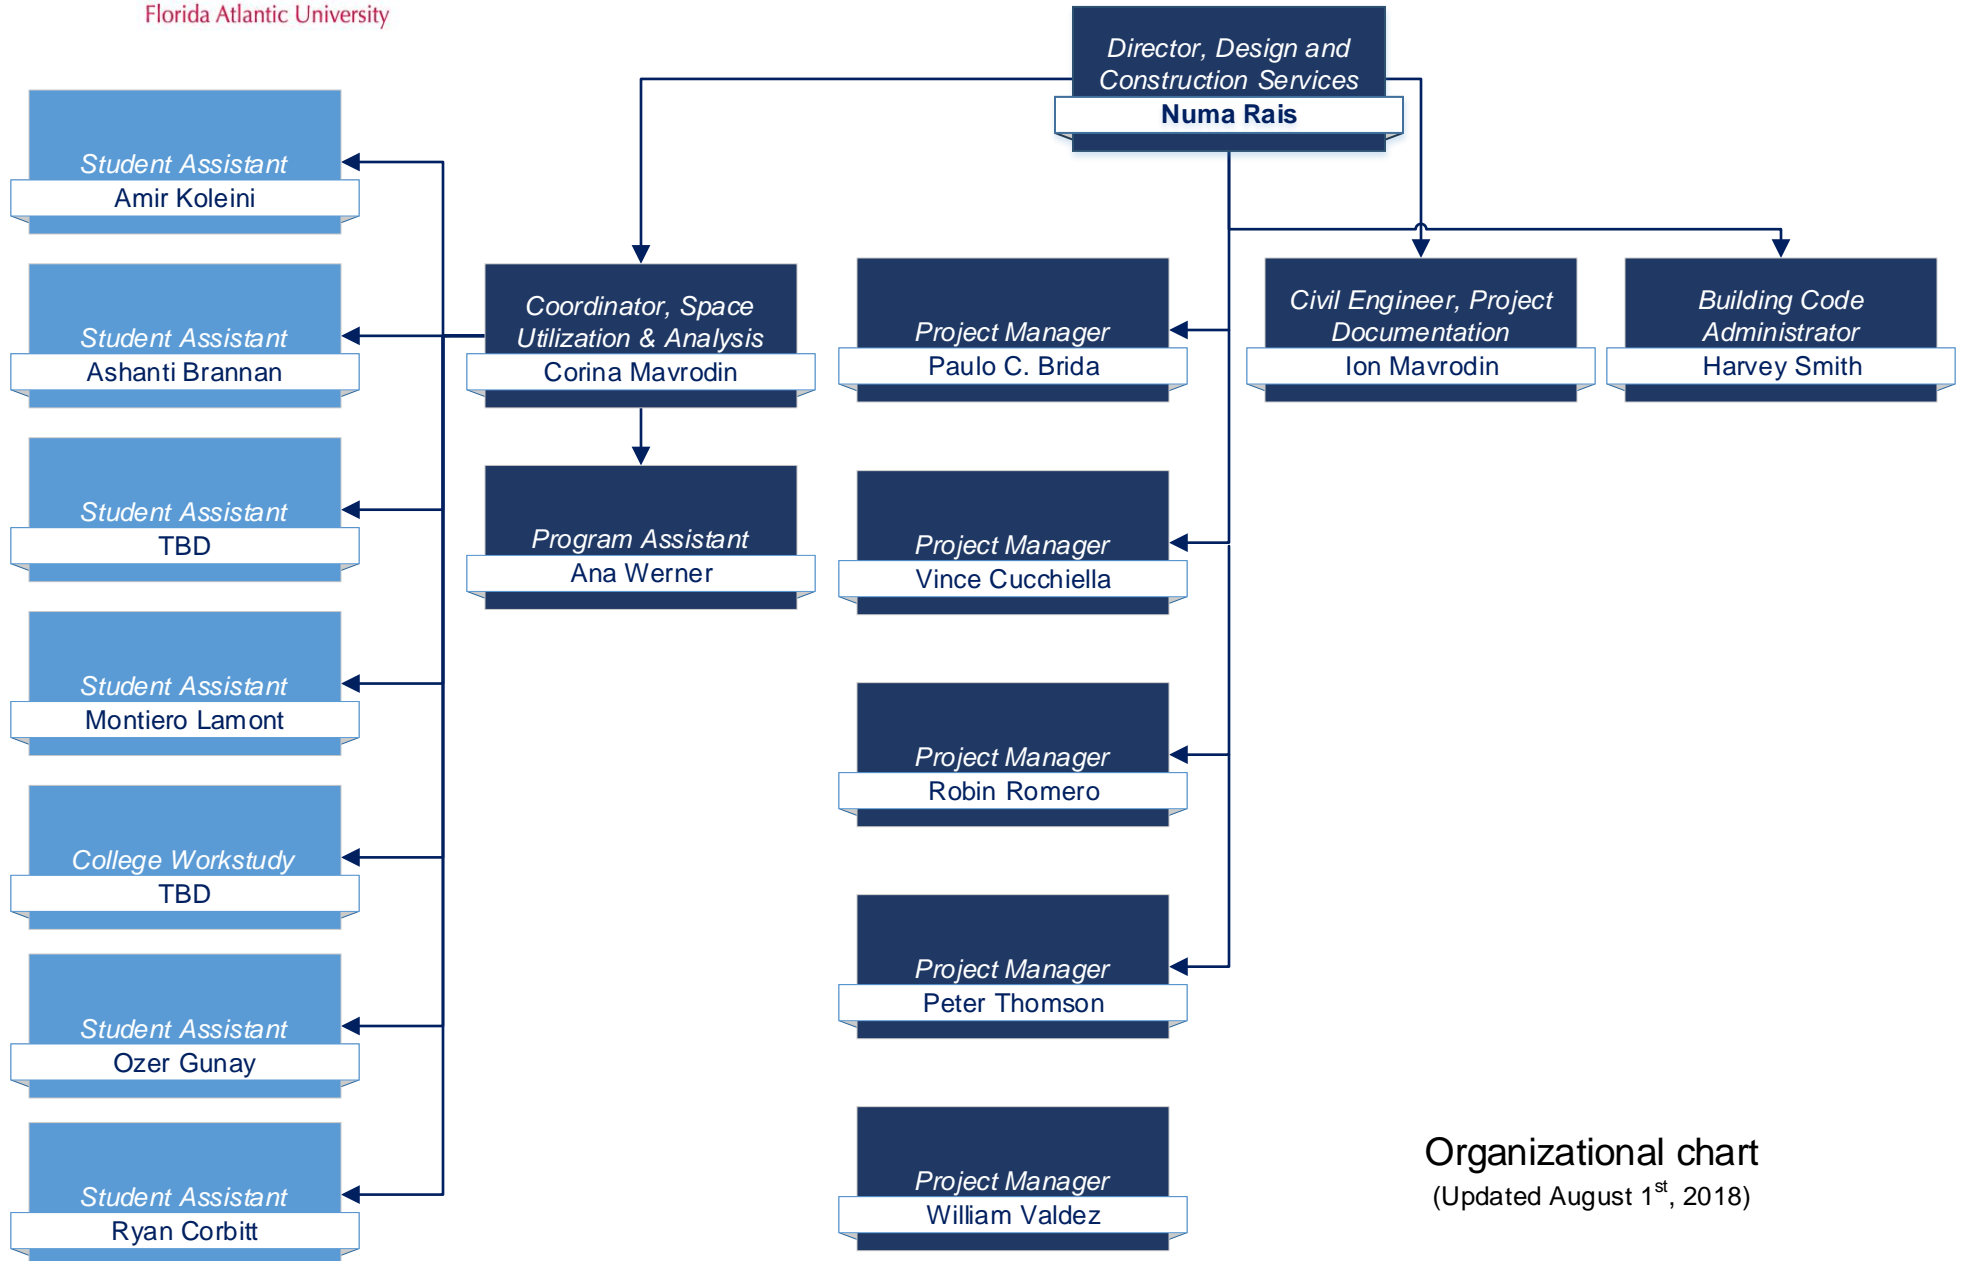 Florida Atlantic University
Director, Design and
Construction Services
Numa Rais
Student Assistant
Amir Koleini
Student Assistant
Ashanti Brannan
Student Assistant
TBD
Student Assistant
Montiero Lamont
College Workstudy
TBD
Student Assistant
Ozer Gunay
Student Assistant
Ryan Corbitt
Coordinator, Space
Utilization & Analysis
Corina Mavrodin
Program Assistant
Ana Werner
Project Manager
Paulo C. Brida
Project Manager
Vince Cucchiella
Project Manager
Robin Romero
Project Manager
Peter Thomson
Project Manager
William Valdez
Civil Engineer, Project
Documentation
Ion Mavrodin
Building Code
Administrator
Harvey Smith
Organizational chart
(Updated August 1st, 2018)